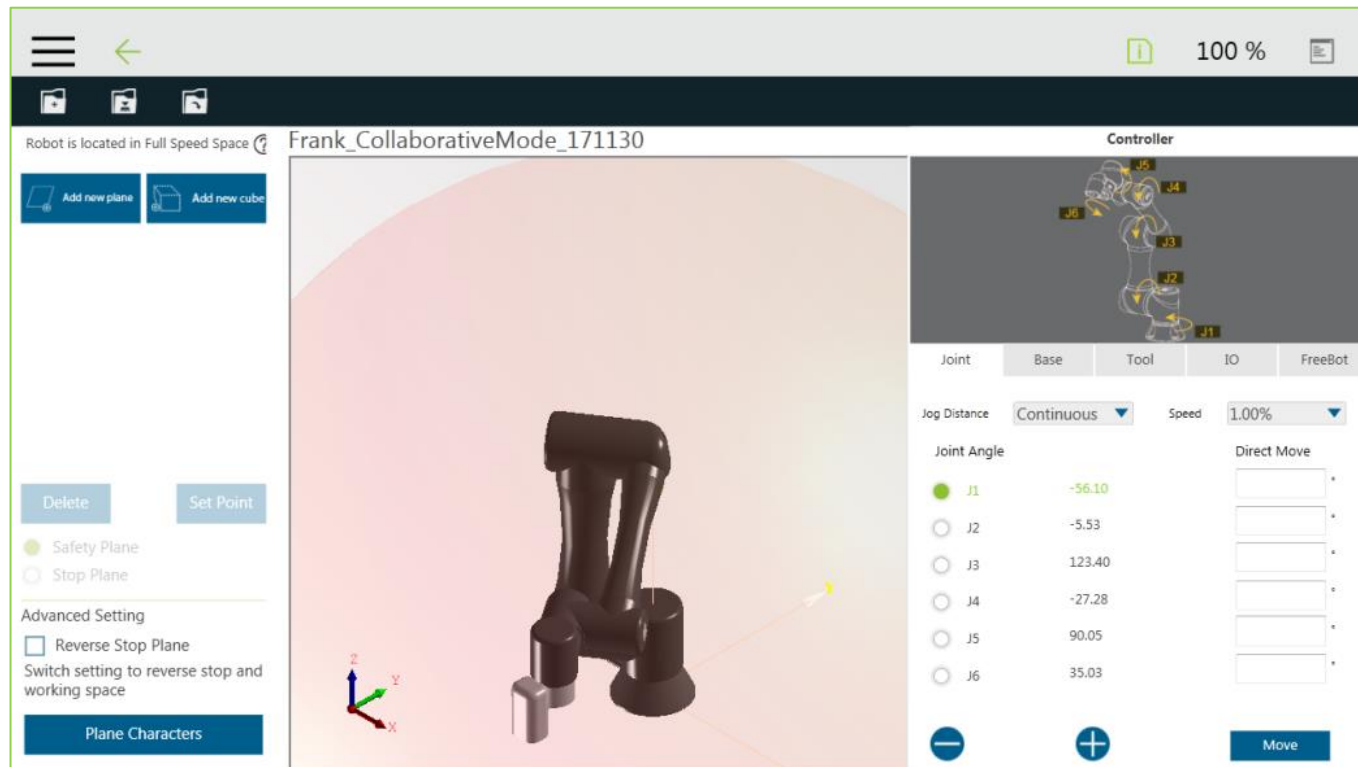 100 %
Robot is located in Full Speed Space
Frank_CollaborativeMode_171130
Controller
Add new plane
Add new cube
J5
J4
J6
J3
J2
J1
Joint
Base
Tool
IO
FreeBot
Jog Distance
Continuous
Speed
1.00%
Joint Angle
Direct Move
J1
-56.10
°
J2
-5.53
°
J3
123.40
°
J4
-27.28
°
J5
90.05
°
J6
35.03
°
Delete
Set Point
Safety Plane
Stop Plane
Advanced Setting
Reverse Stop Plane
Switch setting to reverse stop and
working space
Plane Characters
Z
Y
X
Move